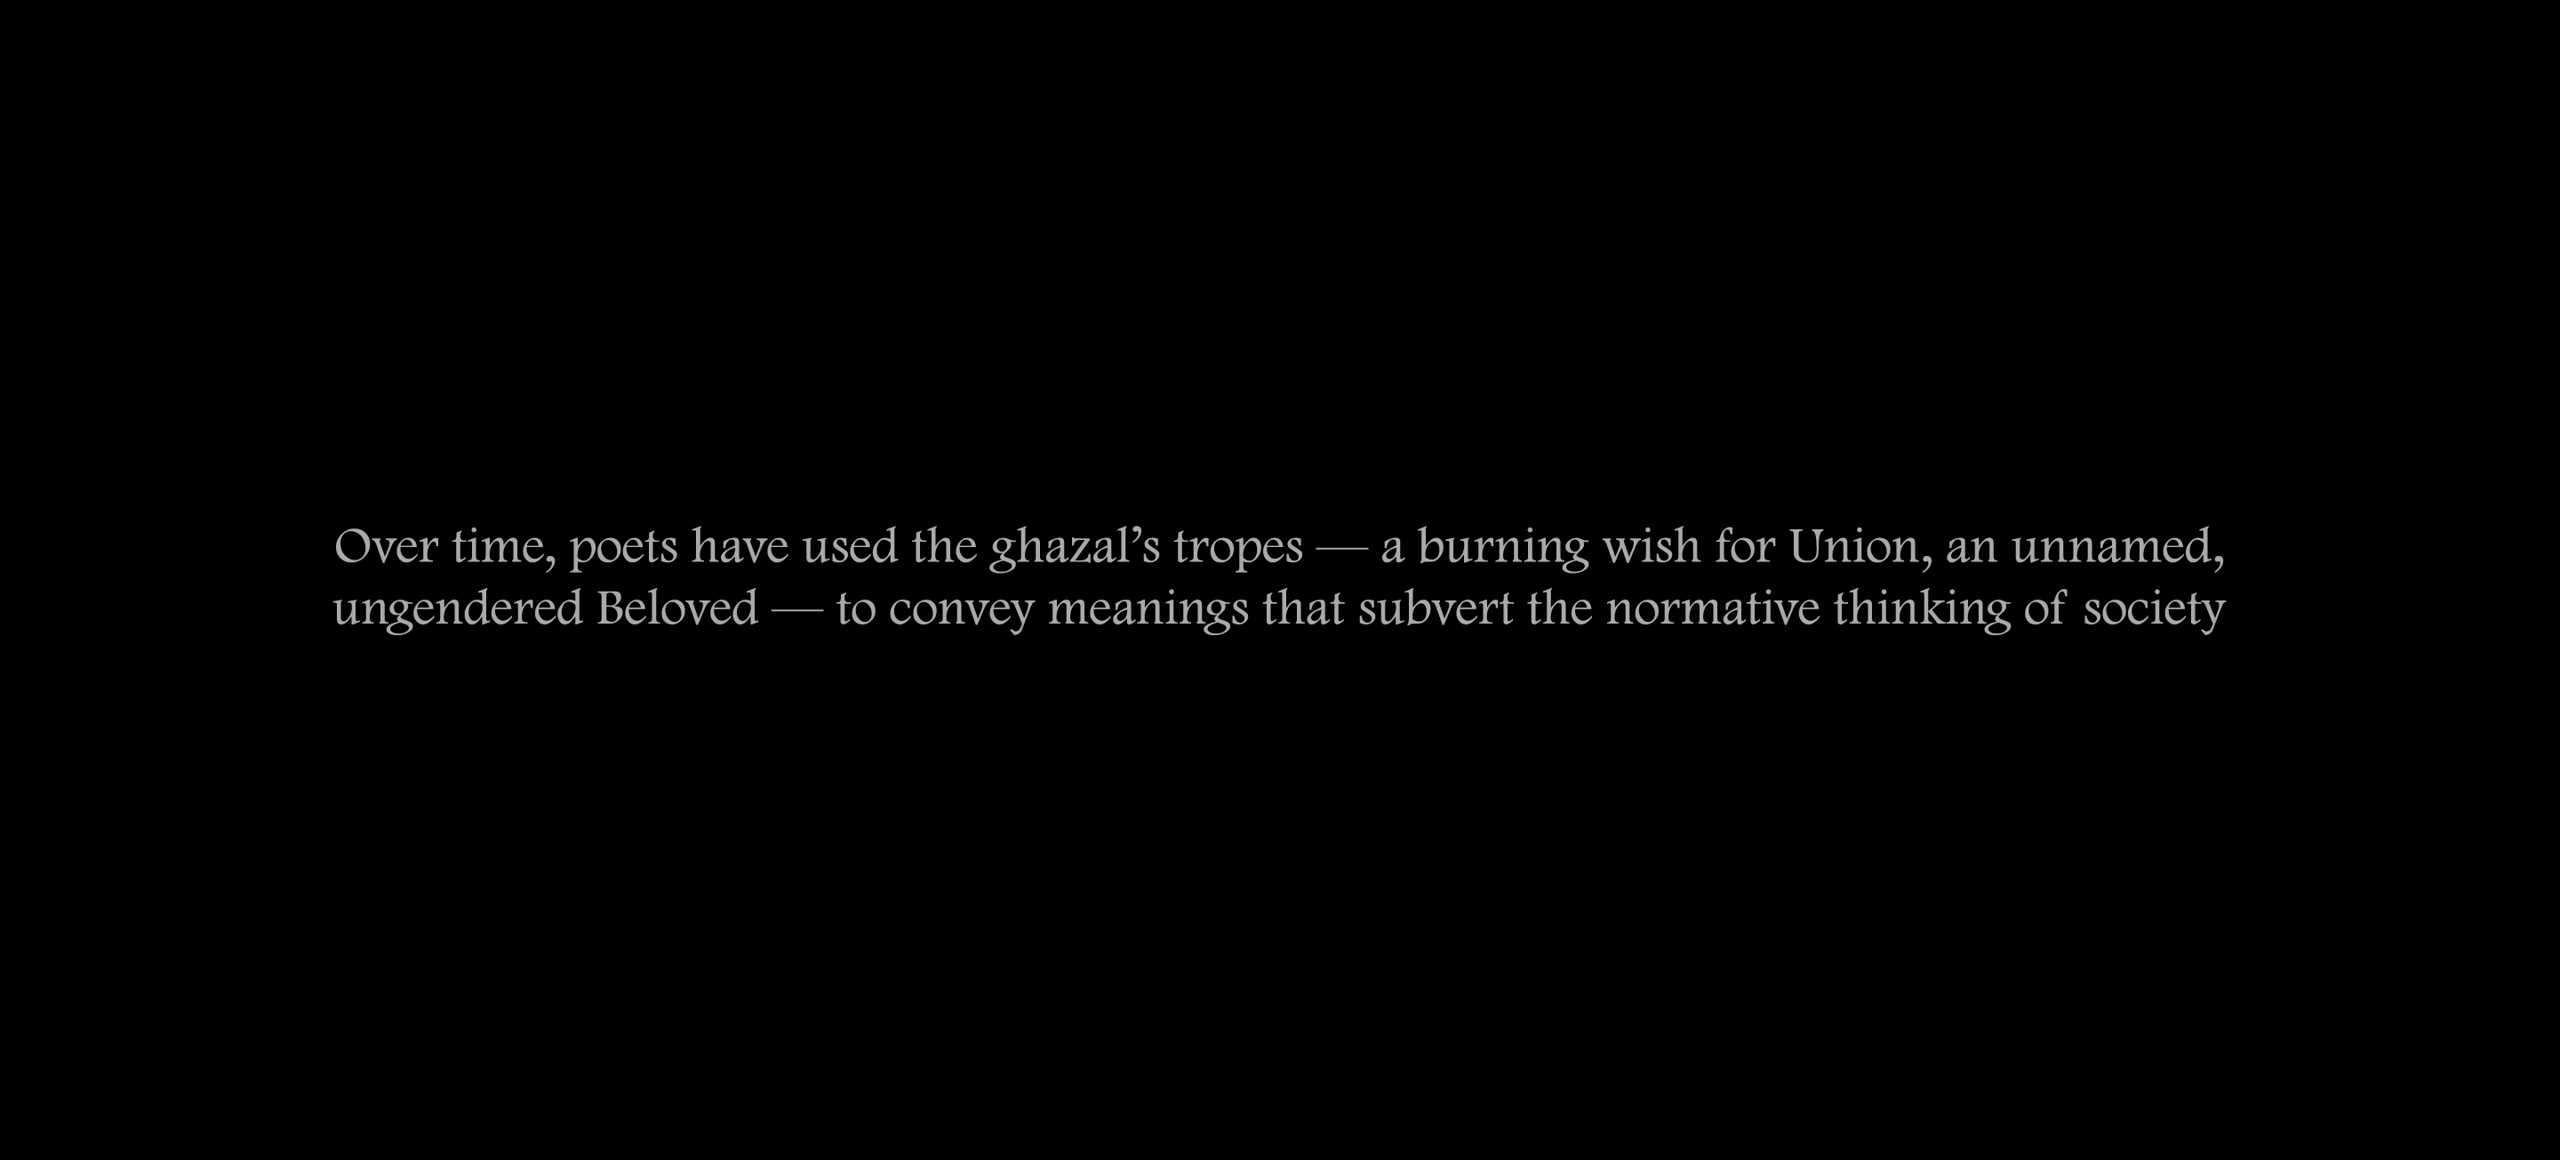 Over time, poets have used the ghazal’s tropes — a burning wish for Union, an unnamed,
ungendered Beloved — to convey meanings that subvert the normative thinking of society